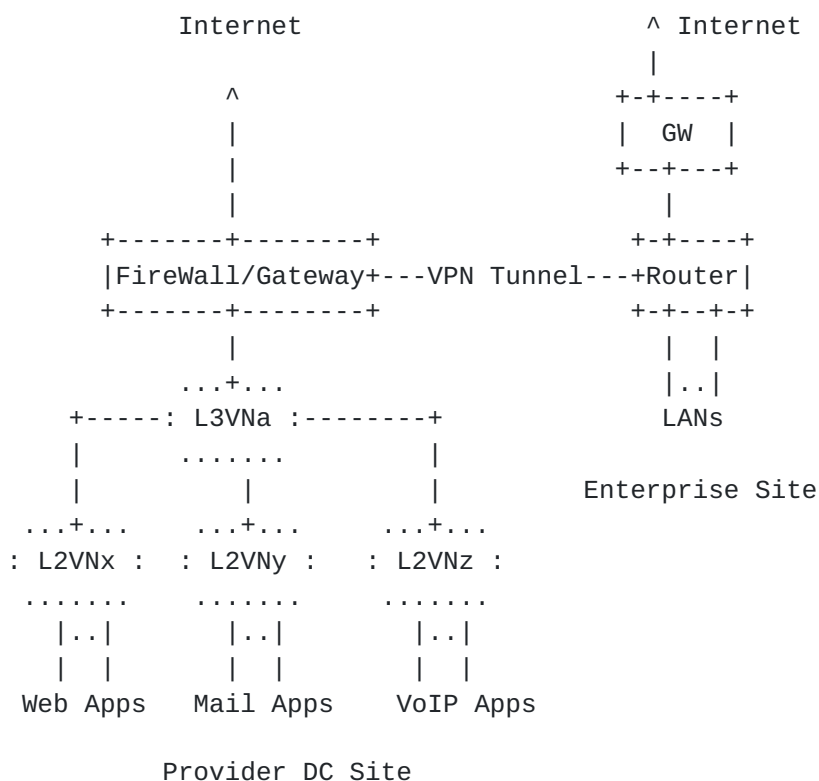 Internet                      ^ Internet
                                         |
                ^                      +-+----+
                |                      |  GW  |
                |                      +--+---+
                |                         |
        +-------+--------+              +-+----+
        |FireWall/Gateway+---VPN Tunnel---+Router|
        +-------+--------+              +-+--+-+
                |                         |  |
             ...+...                      |..|
      +-----: L3VNa :--------+            LANs
      |      .......         |
      |          |           |       Enterprise Site
   ...+...    ...+...     ...+...
  : L2VNx :  : L2VNy :   : L2VNz :
   .......    .......     .......
     |..|       |..|        |..|
     |  |       |  |        |  |
   Web Apps   Mail Apps    VoIP Apps
Provider DC Site